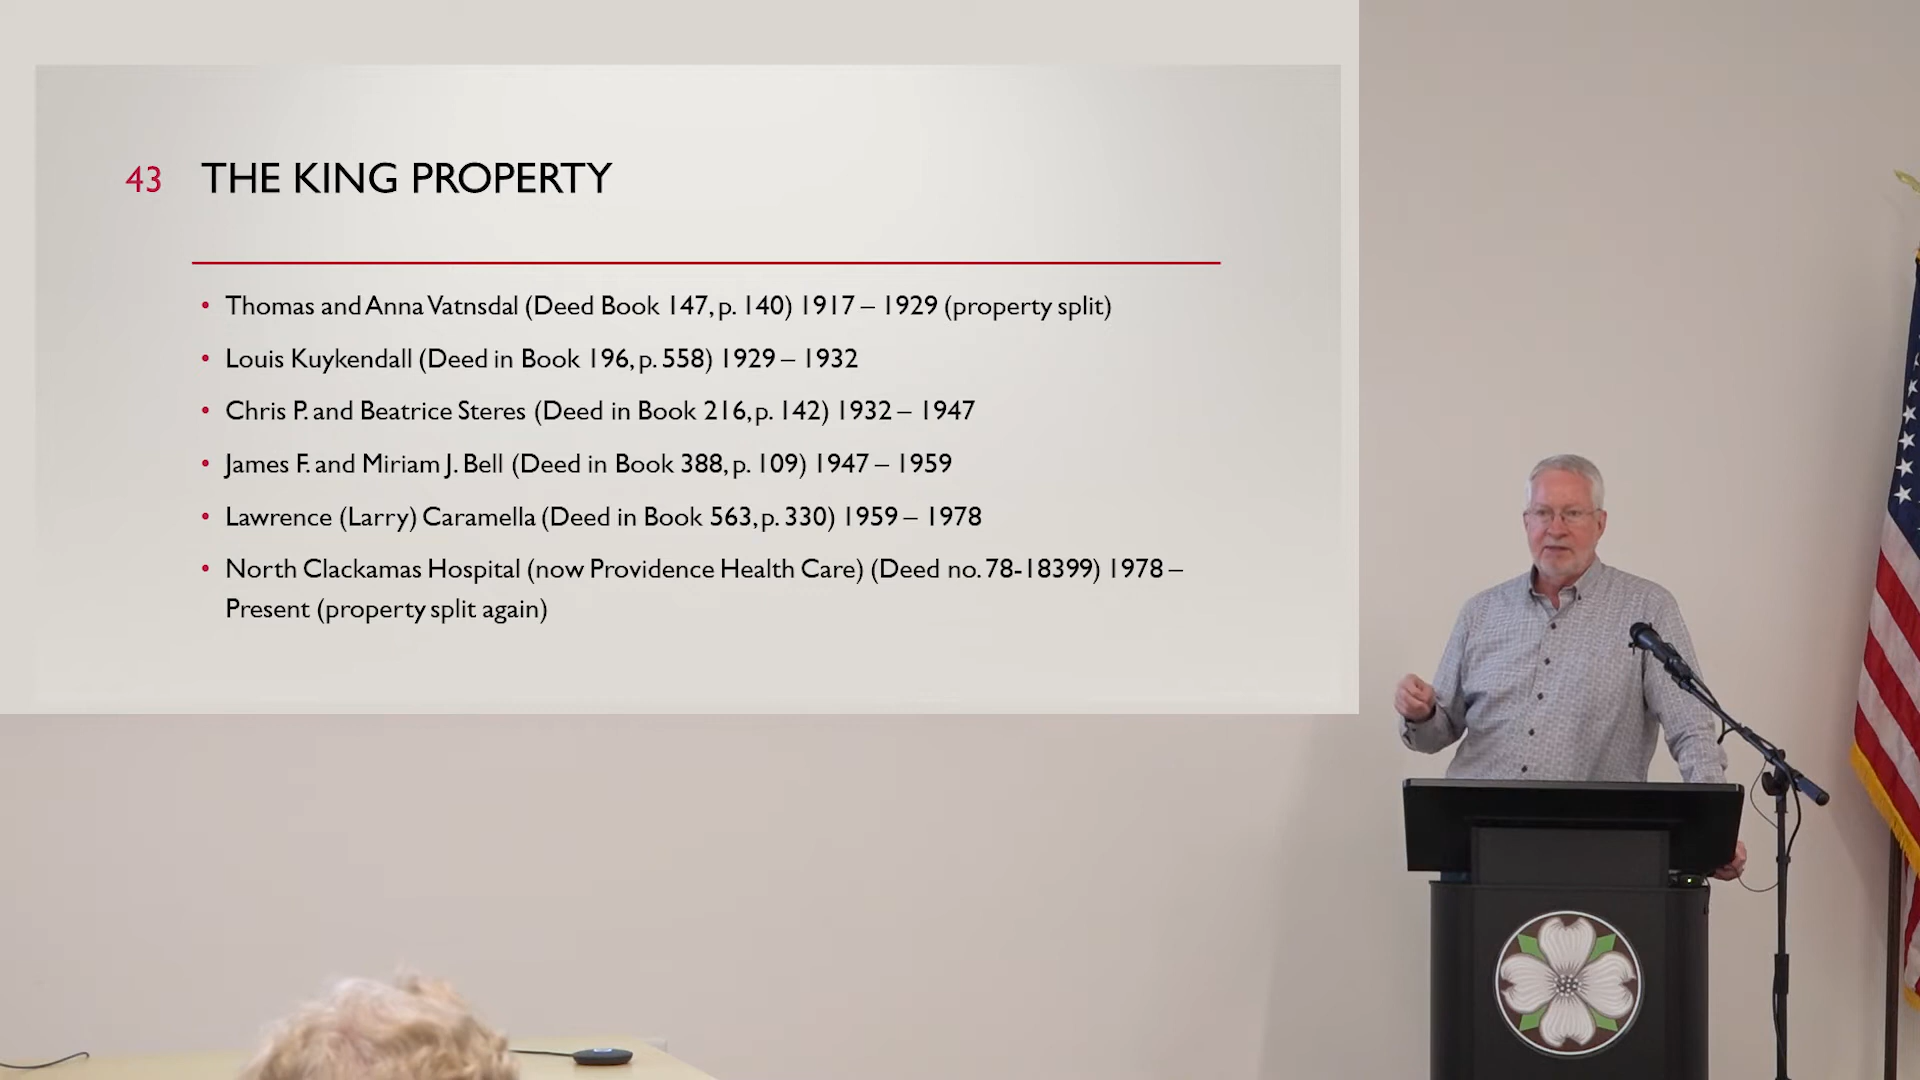 43 THE KING PROPERTY
• Thomas and Anna Vatnsdal (Deed Book 147, p. 140) 1917 – 1929 (property split)
• Louis Kuykendall (Deed in Book 196, p. 558) 1929 – 1932
• Chris P. and Beatrice Steres (Deed in Book 216, p. 142) 1932 – 1947
• James F. and Miriam J. Bell (Deed in Book 388, p. 109) 1947 – 1959
• Lawrence (Larry) Caramella (Deed in Book 563, p. 330) 1959 – 1978
• North Clackamas Hospital (now Providence Health Care) (Deed no. 78-18399) 1978 –
Present (property split again)